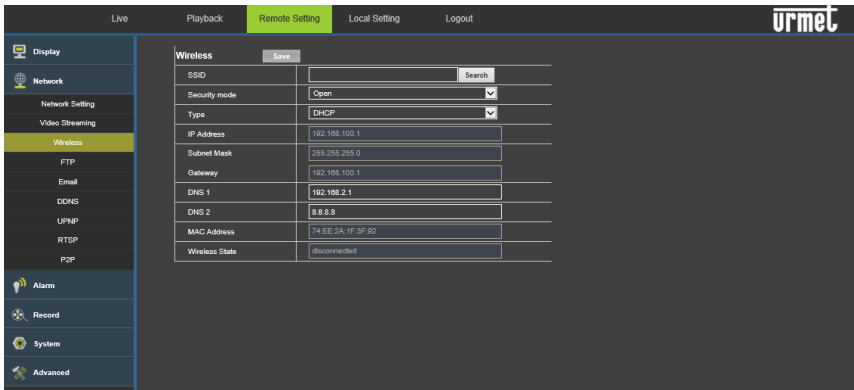 Live Playback Remote Setting Local Setting Logout urmet
Display
Network
Network Setting
Video Streaming
Wireless
FTP
Email
DDNS
UPNP
RTSP
P2P
Alarm
Record
System
Advanced
Wireless Save
SSID Search
Security mode Open
Type DHCP
IP Address 192.168.100.1
Subnet Mask 255.255.255.0
Gateway 192.168.100.1
DNS 1 192.168.2.1
DNS 2 8.8.8.8
MAC Address 74:EE:2A:1F:3F:92
Wireless State disconnected